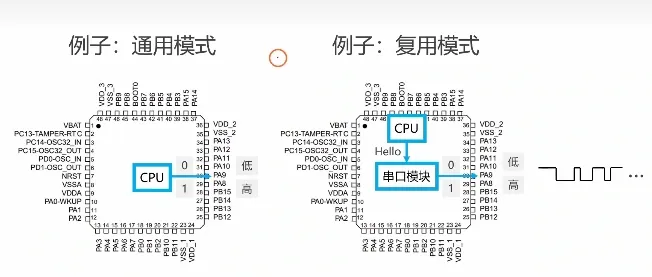 例子：通用模式
例子：复用模式
VDD_3
VSS_3
PB9
PB8
BOOT0
PB7
PB6
PB5
PB4
PB3
PA15
PA14
48 47 46 45 44 43 42 41 40 39 38 37
VBAT 1
PC13-TAMPER-RTC 2
PC14-OSC32_IN 3
PC15-OSC32_OUT 4
PD0-OSC_IN 5
PD1-OSC_OUT 6
NRST 7
VSSA 8
VDDA 9
PA0-WKUP 10
PA1 11
PA2 12
CPU
0 低
1 高
36 VDD_2
35 VSS_2
34 PA13
33 PA12
32 PA11
31 PA10
30 PA9
29 PA8
28 PB15
27 PB14
26 PB13
25 PB12
13 14 15 16 17 18 19 20 21 22 23 24
PA3
PA4
PA5
PA6
PA7
PB0
PB1
PB2
PB10
PB11
VSS_1
VDD_1
VDD_3
VSS_3
PB9
PB8
BOOT0
PB7
PB6
PB5
PB4
PB3
PA15
PA14
48 47 46 45 44 43 42 41 40 39 38 37
VBAT 1
PC13-TAMPER-RTC 2
PC14-OSC32_IN 3
PC15-OSC32_OUT 4
PD0-OSC_IN 5
PD1-OSC_OUT 6
NRST 7
VSSA 8
VDDA 9
PA0-WKUP 10
PA1 11
PA2 12
CPU
Hello
串口模块
0 低
1 高
36 VDD_2
35 VSS_2
34 PA13
33 PA12
32 PA11
31 PA10
30 PA9
29 PA8
28 PB15
27 PB14
26 PB13
25 PB12
13 14 15 16 17 18 19 20 21 22 23 24
PA3
PA4
PA5
PA6
PA7
PB0
PB1
PB2
PB10
PB11
VSS_1
VDD_1
...